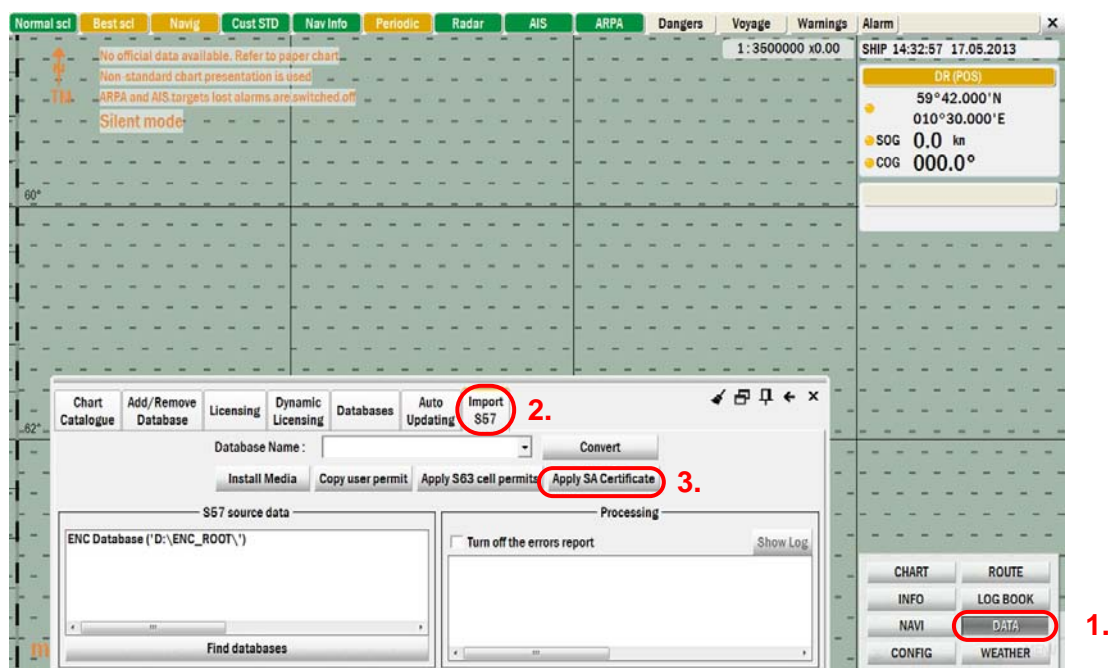 Normal scl Best scl Navig Cust STD Nav Info Periodic Radar AIS ARPA Dangers Voyage Warnings Alarm ×
No official data available. Refer to paper chart
Non-standard chart presentation is used
ARPA and AIS targets lost alarms are switched off
Silent mode
1:3500000 x0.00
SHIP 14:32:57 17.05.2013
DR (POS)
59°42.000'N
010°30.000'E
SOG 0.0 kn
COG 000.0°
60°
62°
Chart Catalogue
Add/Remove Database
Licensing
Dynamic Licensing
Databases
Auto Updating
Import S57
2.
Database Name :
Convert
Install Media Copy user permit Apply S63 cell permits Apply SA Certificate
3.
S57 source data
ENC Database ('D:\ENC_ROOT\')
Find databases
Processing
Turn off the errors report
Show Log
CHART ROUTE
INFO LOG BOOK
NAVI DATA
1.
CONFIG WEATHER